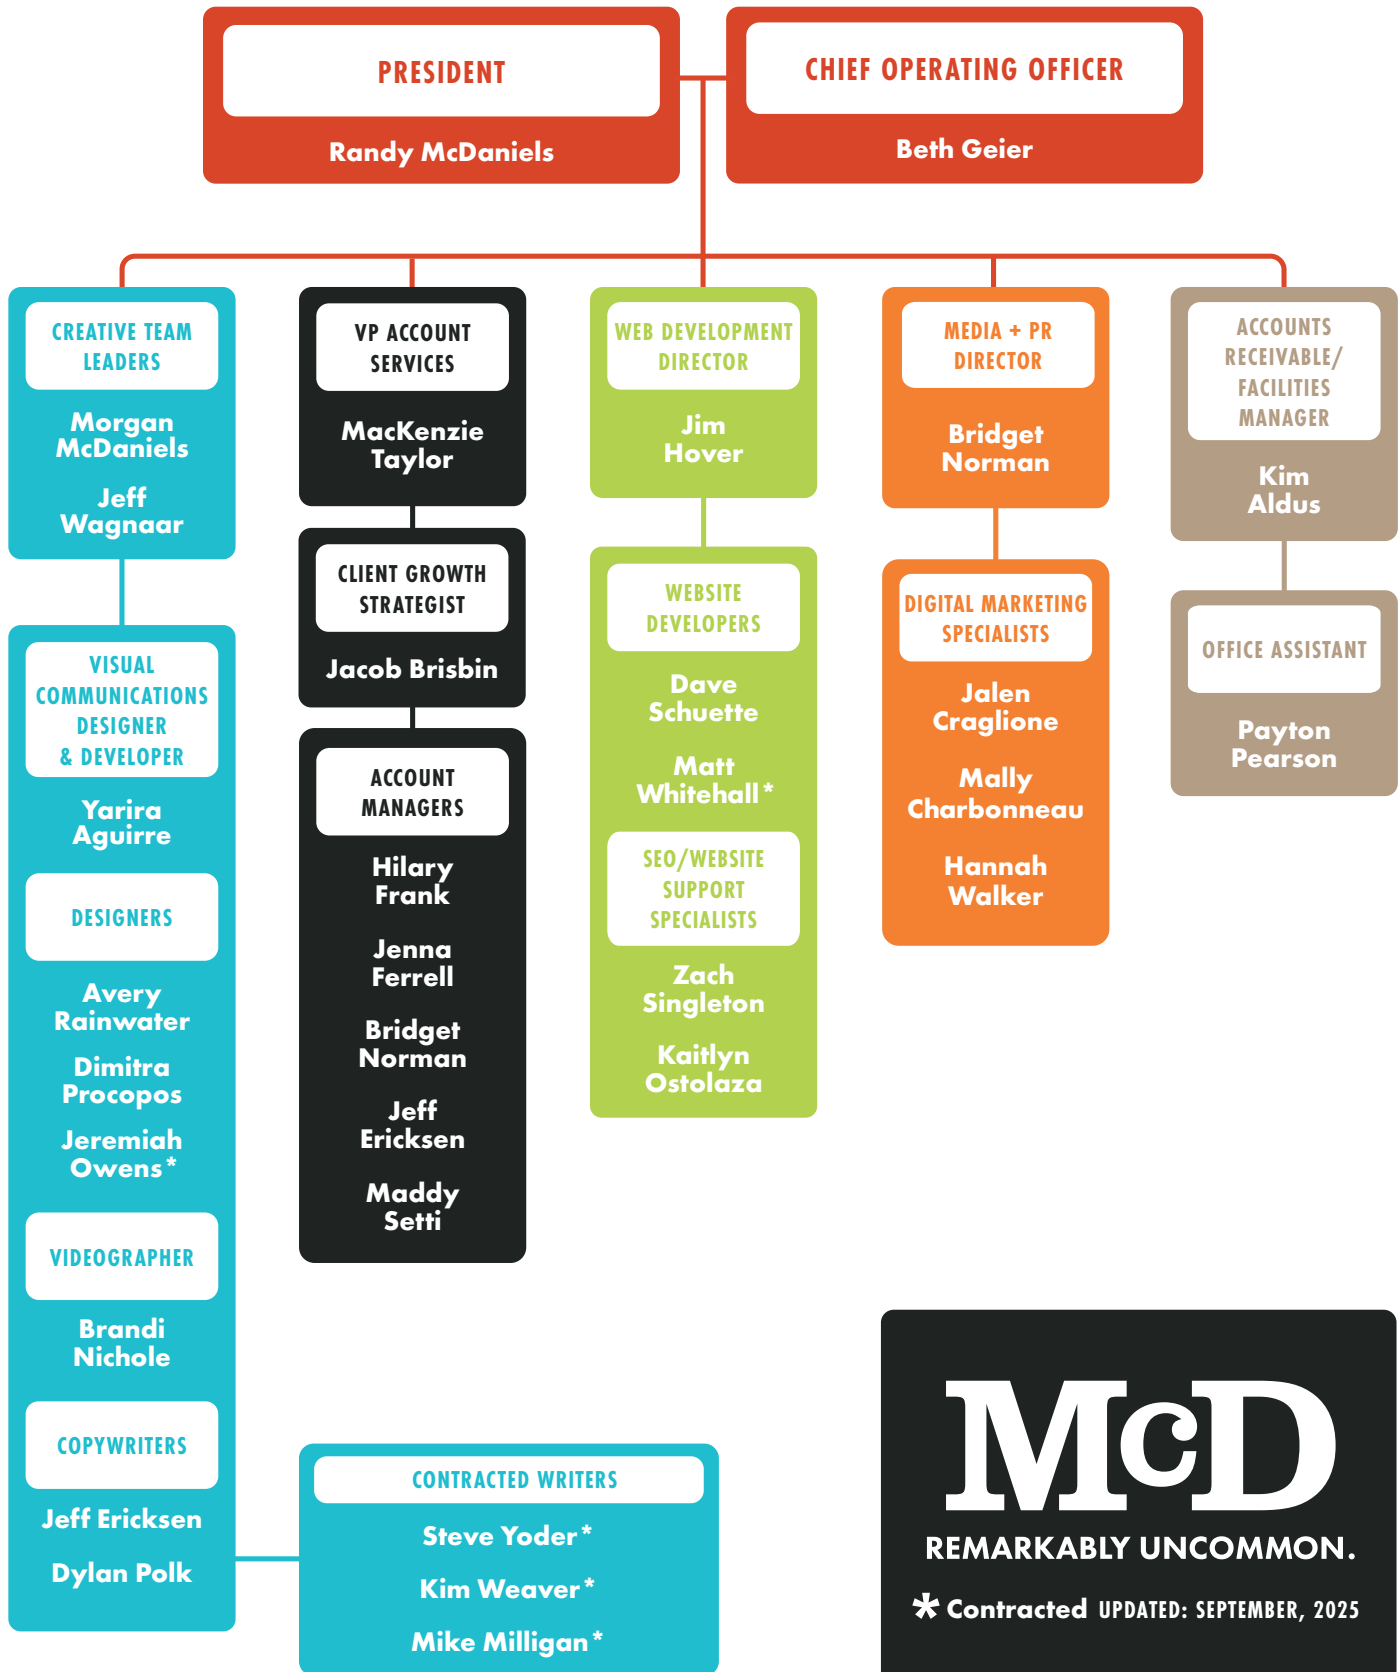 PRESIDENT
Randy McDaniels
CHIEF OPERATING OFFICER
Beth Geier
CREATIVE TEAM
LEADERS
Morgan
McDaniels
Jeff
Wagnaar
VISUAL
COMMUNICATIONS
DESIGNER
& DEVELOPER
Yarira
Aguirre
DESIGNERS
Avery
Rainwater
Dimitra
Procopos
Jeremiah
Owens*
VIDEOGRAPHER
Brandi
Nichole
COPYWRITERS
Jeff Ericksen
Dylan Polk
CONTRACTED WRITERS
Steve Yoder*
Kim Weaver*
Mike Milligan*
VP ACCOUNT
SERVICES
MacKenzie
Taylor
CLIENT GROWTH
STRATEGIST
Jacob Brisbin
ACCOUNT
MANAGERS
Hilary
Frank
Jenna
Ferrell
Bridget
Norman
Jeff
Ericksen
Maddy
Setti
WEB DEVELOPMENT
DIRECTOR
Jim
Hover
WEBSITE
DEVELOPERS
Dave
Schuette
Matt
Whitehall*
SEO/WEBSITE
SUPPORT
SPECIALISTS
Zach
Singleton
Kaitlyn
Ostolaza
MEDIA + PR
DIRECTOR
Bridget
Norman
DIGITAL MARKETING
SPECIALISTS
Jalen
Craglione
Mally
Charbonneau
Hannah
Walker
ACCOUNTS
RECEIVABLE/
FACILITIES
MANAGER
Kim
Aldus
OFFICE ASSISTANT
Payton
Pearson
McD
REMARKABLY UNCOMMON.
* Contracted UPDATED: SEPTEMBER, 2025